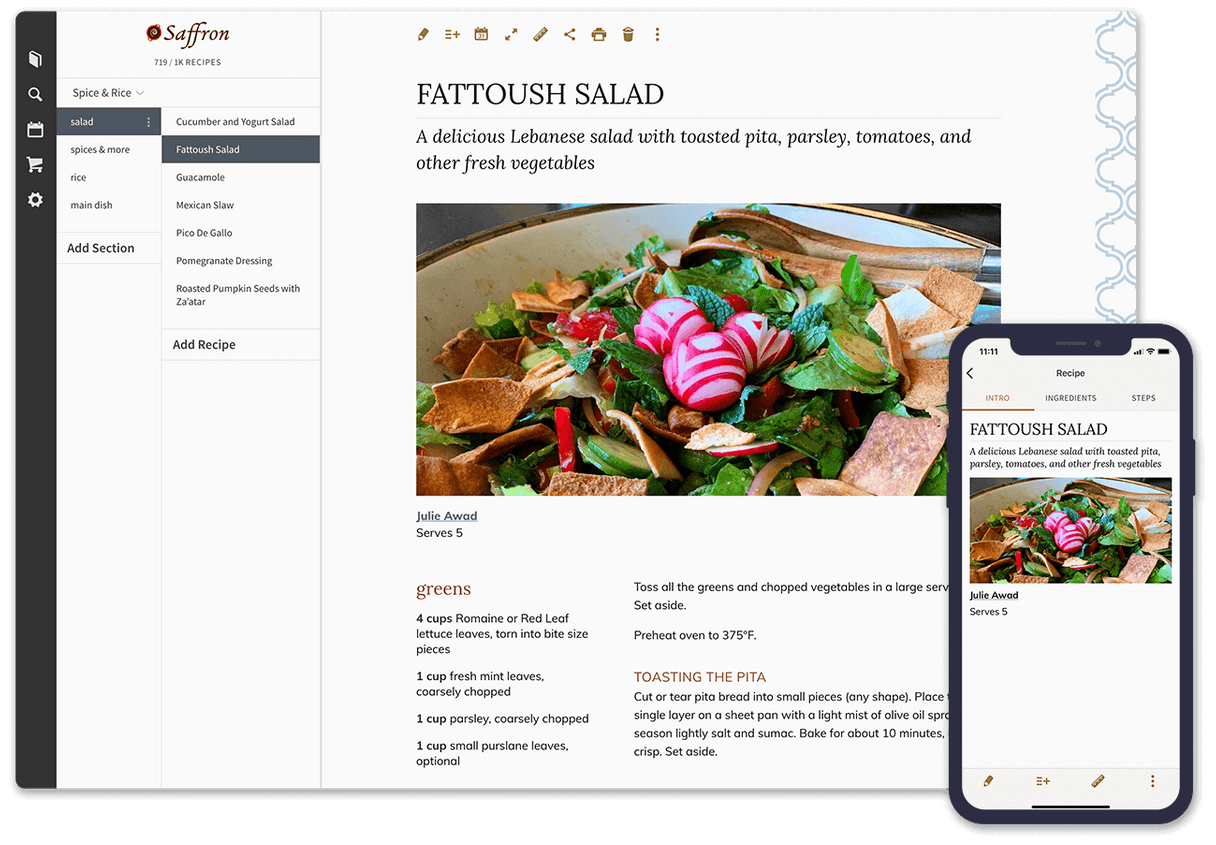 Saffron
719 / 1K RECIPES
Spice & Rice
salad
spices & more
rice
main dish
Add Section
Cucumber and Yogurt Salad
Fattoush Salad
Guacamole
Mexican Slaw
Pico De Gallo
Pomegranate Dressing
Roasted Pumpkin Seeds with
Za'atar
Add Recipe
FATTOUSH SALAD
A delicious Lebanese salad with toasted pita, parsley, tomatoes, and
other fresh vegetables
Julie Awad
Serves 5
greens
4 cups Romaine or Red Leaf
lettuce leaves, torn into bite size
pieces
1 cup fresh mint leaves,
coarsely chopped
1 cup parsley, coarsely chopped
1 cup small purslane leaves,
optional
Toss all the greens and chopped vegetables in a large serv
Set aside.
Preheat oven to 375°F.
TOASTING THE PITA
Cut or tear pita bread into small pieces (any shape). Place
single layer on a sheet pan with a light mist of olive oil spra
season lightly salt and sumac. Bake for about 10 minutes,
crisp. Set aside.
11:11
Recipe
INTRO
INGREDIENTS
STEPS
FATTOUSH SALAD
A delicious Lebanese salad with toasted pita,
parsley, tomatoes, and other fresh vegetables
Julie Awad
Serves 5